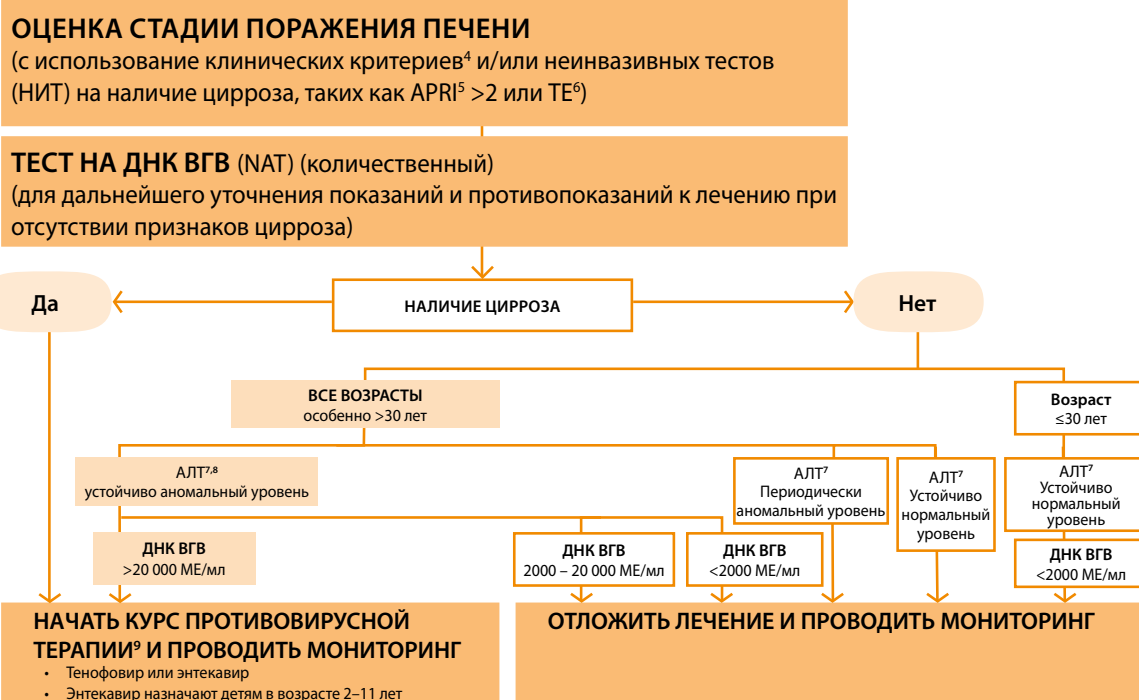 ОЦЕНКА СТАДИИ ПОРАЖЕНИЯ ПЕЧЕНИ
(с использование клинических критериев⁴ и/или неинвазивных тестов
(НИТ) на наличие цирроза, таких как APRI⁵ >2 или TE⁶)
ТЕСТ НА ДНК ВГВ (NAT) (количественный)
(для дальнейшего уточнения показаний и противопоказаний к лечению при
отсутствии признаков цирроза)
Да
НАЛИЧИЕ ЦИРРОЗА
Нет
ВСЕ ВОЗРАСТЫ
особенно >30 лет
Возраст
≤30 лет
АЛТ⁷,⁸
устойчиво аномальный уровень
АЛТ⁷
Периодически
аномальный уровень
АЛТ⁷
Устойчиво
нормальный
уровень
АЛТ⁷
Устойчиво
нормальный
уровень
ДНК ВГВ
>20 000 МЕ/мл
ДНК ВГВ
2000 – 20 000 МЕ/мл
ДНК ВГВ
<2000 МЕ/мл
ДНК ВГВ
<2000 МЕ/мл
НАЧАТЬ КУРС ПРОТИВОВИРУСНОЙ
ТЕРАПИИ⁹ И ПРОВОДИТЬ МОНИТОРИНГ
• Тенофовир или энтекавир
• Энтекавир назначают детям в возрасте 2–11 лет
ОТЛОЖИТЬ ЛЕЧЕНИЕ И ПРОВОДИТЬ МОНИТОРИНГ